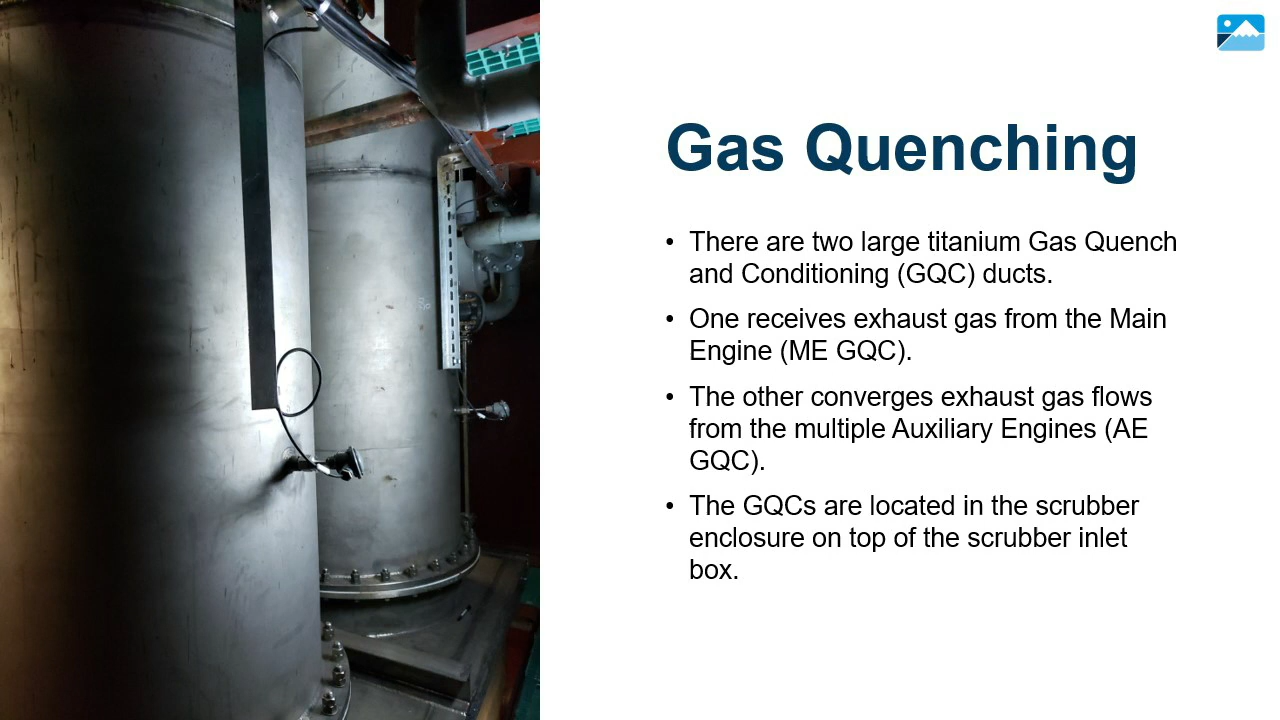 Gas Quenching
• There are two large titanium Gas Quench
and Conditioning (GQC) ducts.
• One receives exhaust gas from the Main
Engine (ME GQC).
• The other converges exhaust gas flows
from the multiple Auxiliary Engines (AE
GQC).
• The GQCs are located in the scrubber
enclosure on top of the scrubber inlet
box.